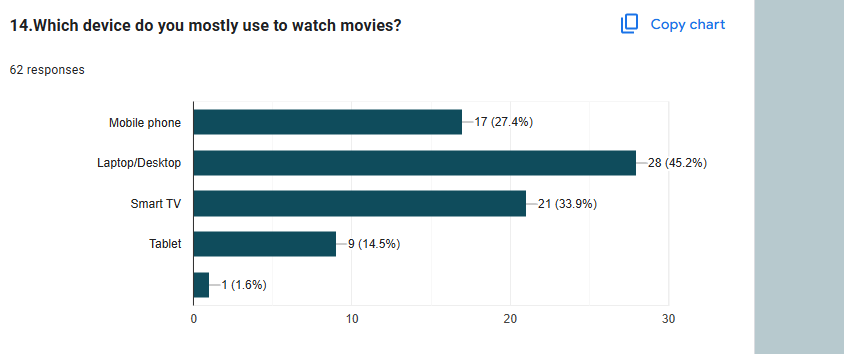 14.Which device do you mostly use to watch movies?
Copy chart
62 responses
Mobile phone 17 (27.4%)
Laptop/Desktop 28 (45.2%)
Smart TV 21 (33.9%)
Tablet 9 (14.5%)
1 (1.6%)
0 10 20 30